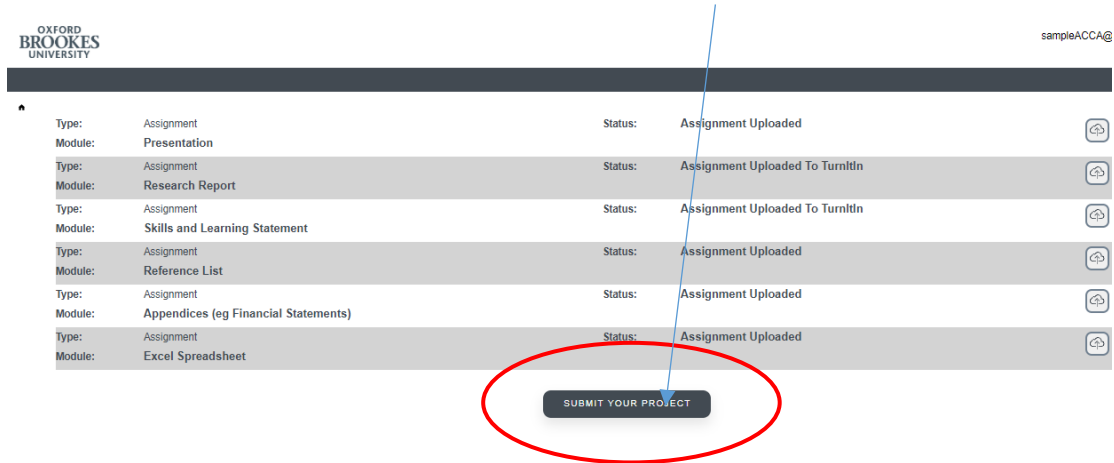 OXFORD
BROOKES
UNIVERSITY
sampleACCA@
Type: Assignment Status: Assignment Uploaded
Module: Presentation
Type: Assignment Status: Assignment Uploaded To TurnItIn
Module: Research Report
Type: Assignment Status: Assignment Uploaded To TurnItIn
Module: Skills and Learning Statement
Type: Assignment Status: Assignment Uploaded
Module: Reference List
Type: Assignment Status: Assignment Uploaded
Module: Appendices (eg Financial Statements)
Type: Assignment Status: Assignment Uploaded
Module: Excel Spreadsheet
SUBMIT YOUR PROJECT